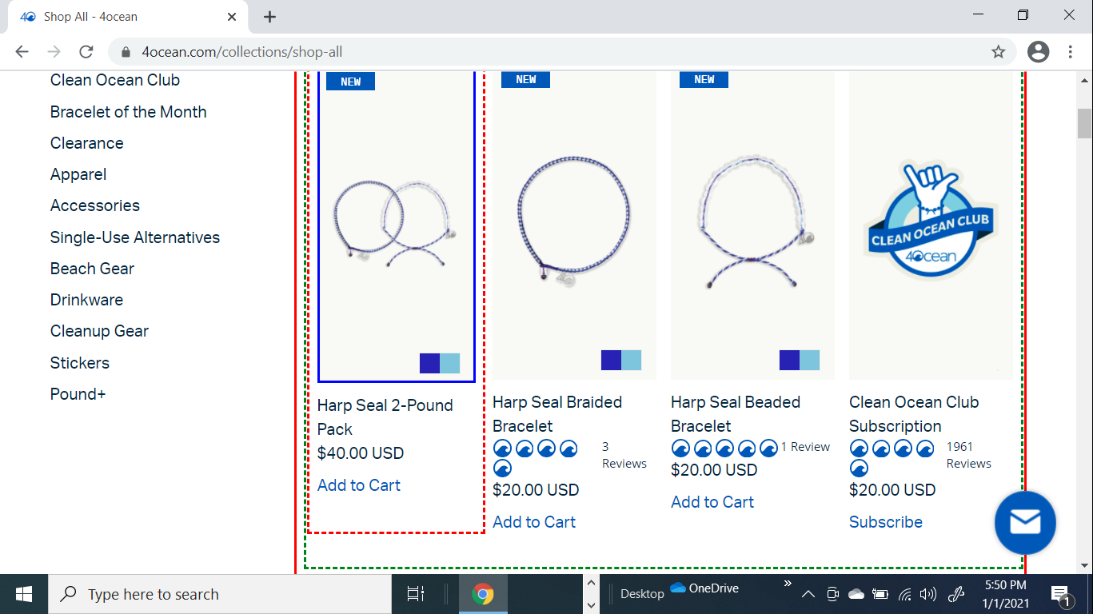 Shop All - 4ocean
4ocean.com/collections/shop-all
Clean Ocean Club
Bracelet of the Month
Clearance
Apparel
Accessories
Single-Use Alternatives
Beach Gear
Drinkware
Cleanup Gear
Stickers
Pound+
NEW
Harp Seal 2-Pound
Pack
$40.00 USD
Add to Cart
NEW
Harp Seal Braided
Bracelet
3
Reviews
$20.00 USD
Add to Cart
NEW
Harp Seal Beaded
Bracelet
1 Review
$20.00 USD
Add to Cart
CLEAN OCEAN CLUB
4ocean
Clean Ocean Club
Subscription
1961
Reviews
$20.00 USD
Subscribe
Type here to search
Desktop
OneDrive
5:50 PM
1/1/2021
1